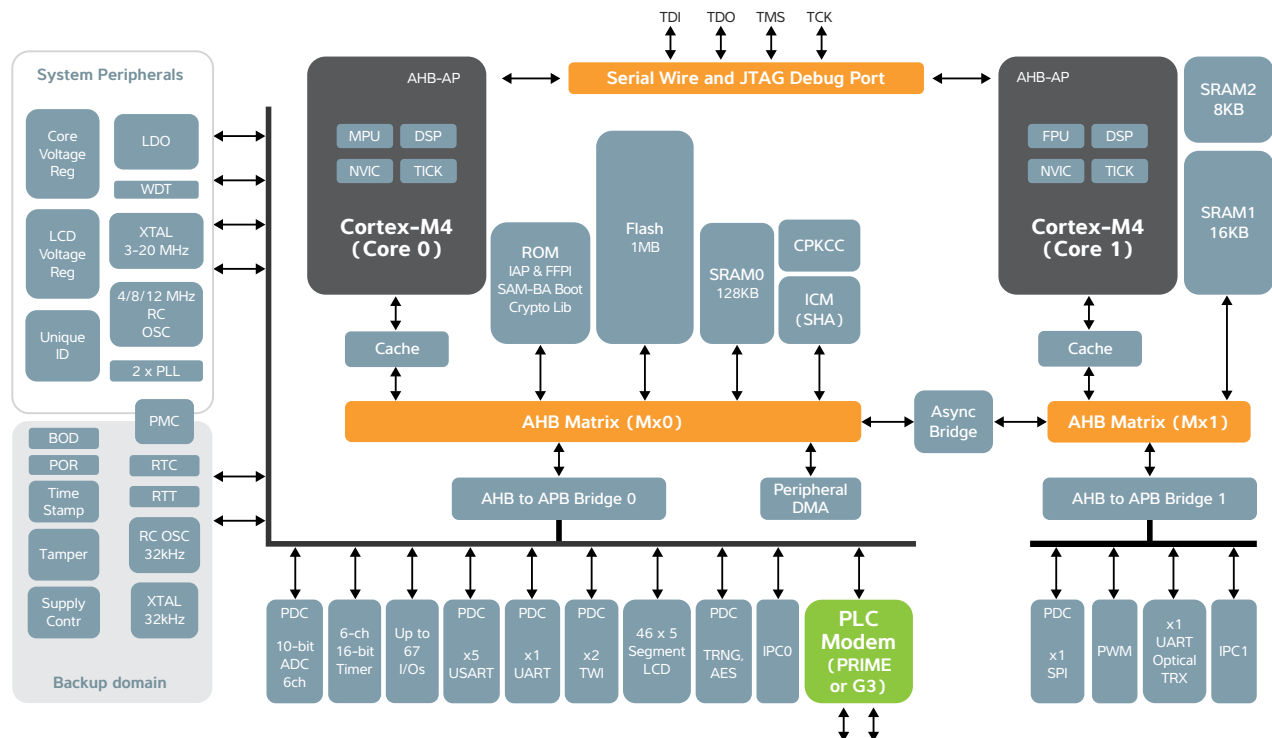 TDI TDO TMS TCK
Serial Wire and JTAG Debug Port
System Peripherals
Core
Voltage
Reg
LDO
WDT
LCD
Voltage
Reg
XTAL
3-20 MHz
4/8/12 MHz
RC
OSC
Unique
ID
2 x PLL
PMC
BOD
POR
RTC
Time
Stamp
RTT
Tamper
RC OSC
32kHz
Supply
Contr
XTAL
32kHz
Backup domain
AHB-AP
MPU DSP
NVIC TICK
Cortex-M4
(Core 0)
Cache
ROM
IAP & FFPI
SAM-BA Boot
Crypto Lib
Flash
1MB
SRAM0
128KB
CPKCC
ICM
(SHA)
AHB-AP
FPU DSP
NVIC TICK
Cortex-M4
(Core 1)
Cache
SRAM2
8KB
SRAM1
16KB
AHB Matrix (Mx0)
Async
Bridge
AHB Matrix (Mx1)
AHB to APB Bridge 0
Peripheral
DMA
AHB to APB Bridge 1
PDC
10-bit
ADC
6ch
6-ch
16-bit
Timer
Up to
67
I/Os
PDC
x5
USART
PDC
x1
UART
PDC
x2
TWI
46 x 5
Segment
LCD
PDC
TRNG,
AES
IPC0
PLC
Modem
(PRIME
or G3)
PDC
x1
SPI
PWM
x1
UART
Optical
TRX
IPC1